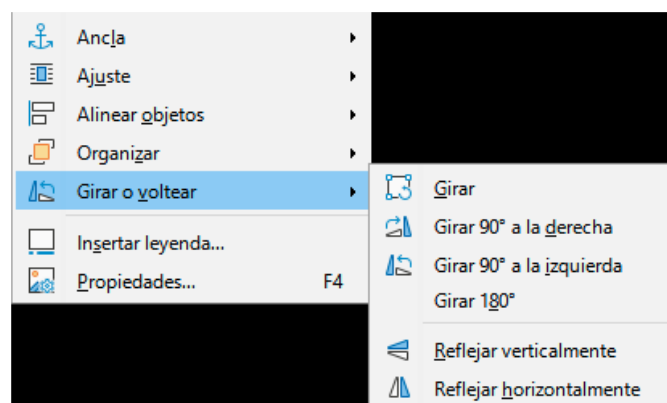 Ancla
Ajuste
Alinear objetos
Organizar
Girar o voltear
Insertar leyenda...
Propiedades... F4
Girar
Girar 90° a la derecha
Girar 90° a la izquierda
Girar 180°
Reflejar verticalmente
Reflejar horizontalmente